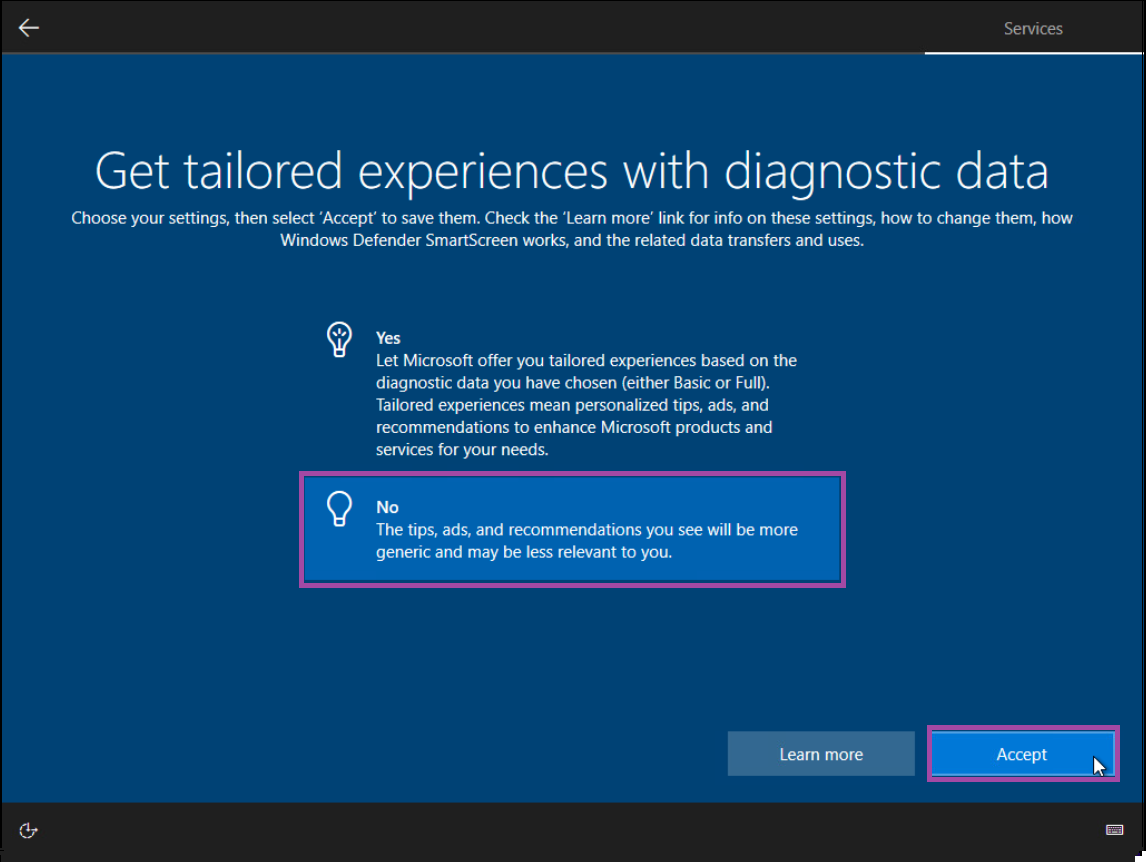 Services
Get tailored experiences with diagnostic data
Choose your settings, then select ‘Accept’ to save them. Check the ‘Learn more’ link for info on these settings, how to change them, how
Windows Defender SmartScreen works, and the related data transfers and uses.
Yes
Let Microsoft offer you tailored experiences based on the
diagnostic data you have chosen (either Basic or Full).
Tailored experiences mean personalized tips, ads, and
recommendations to enhance Microsoft products and
services for your needs.
No
The tips, ads, and recommendations you see will be more
generic and may be less relevant to you.
Learn more
Accept